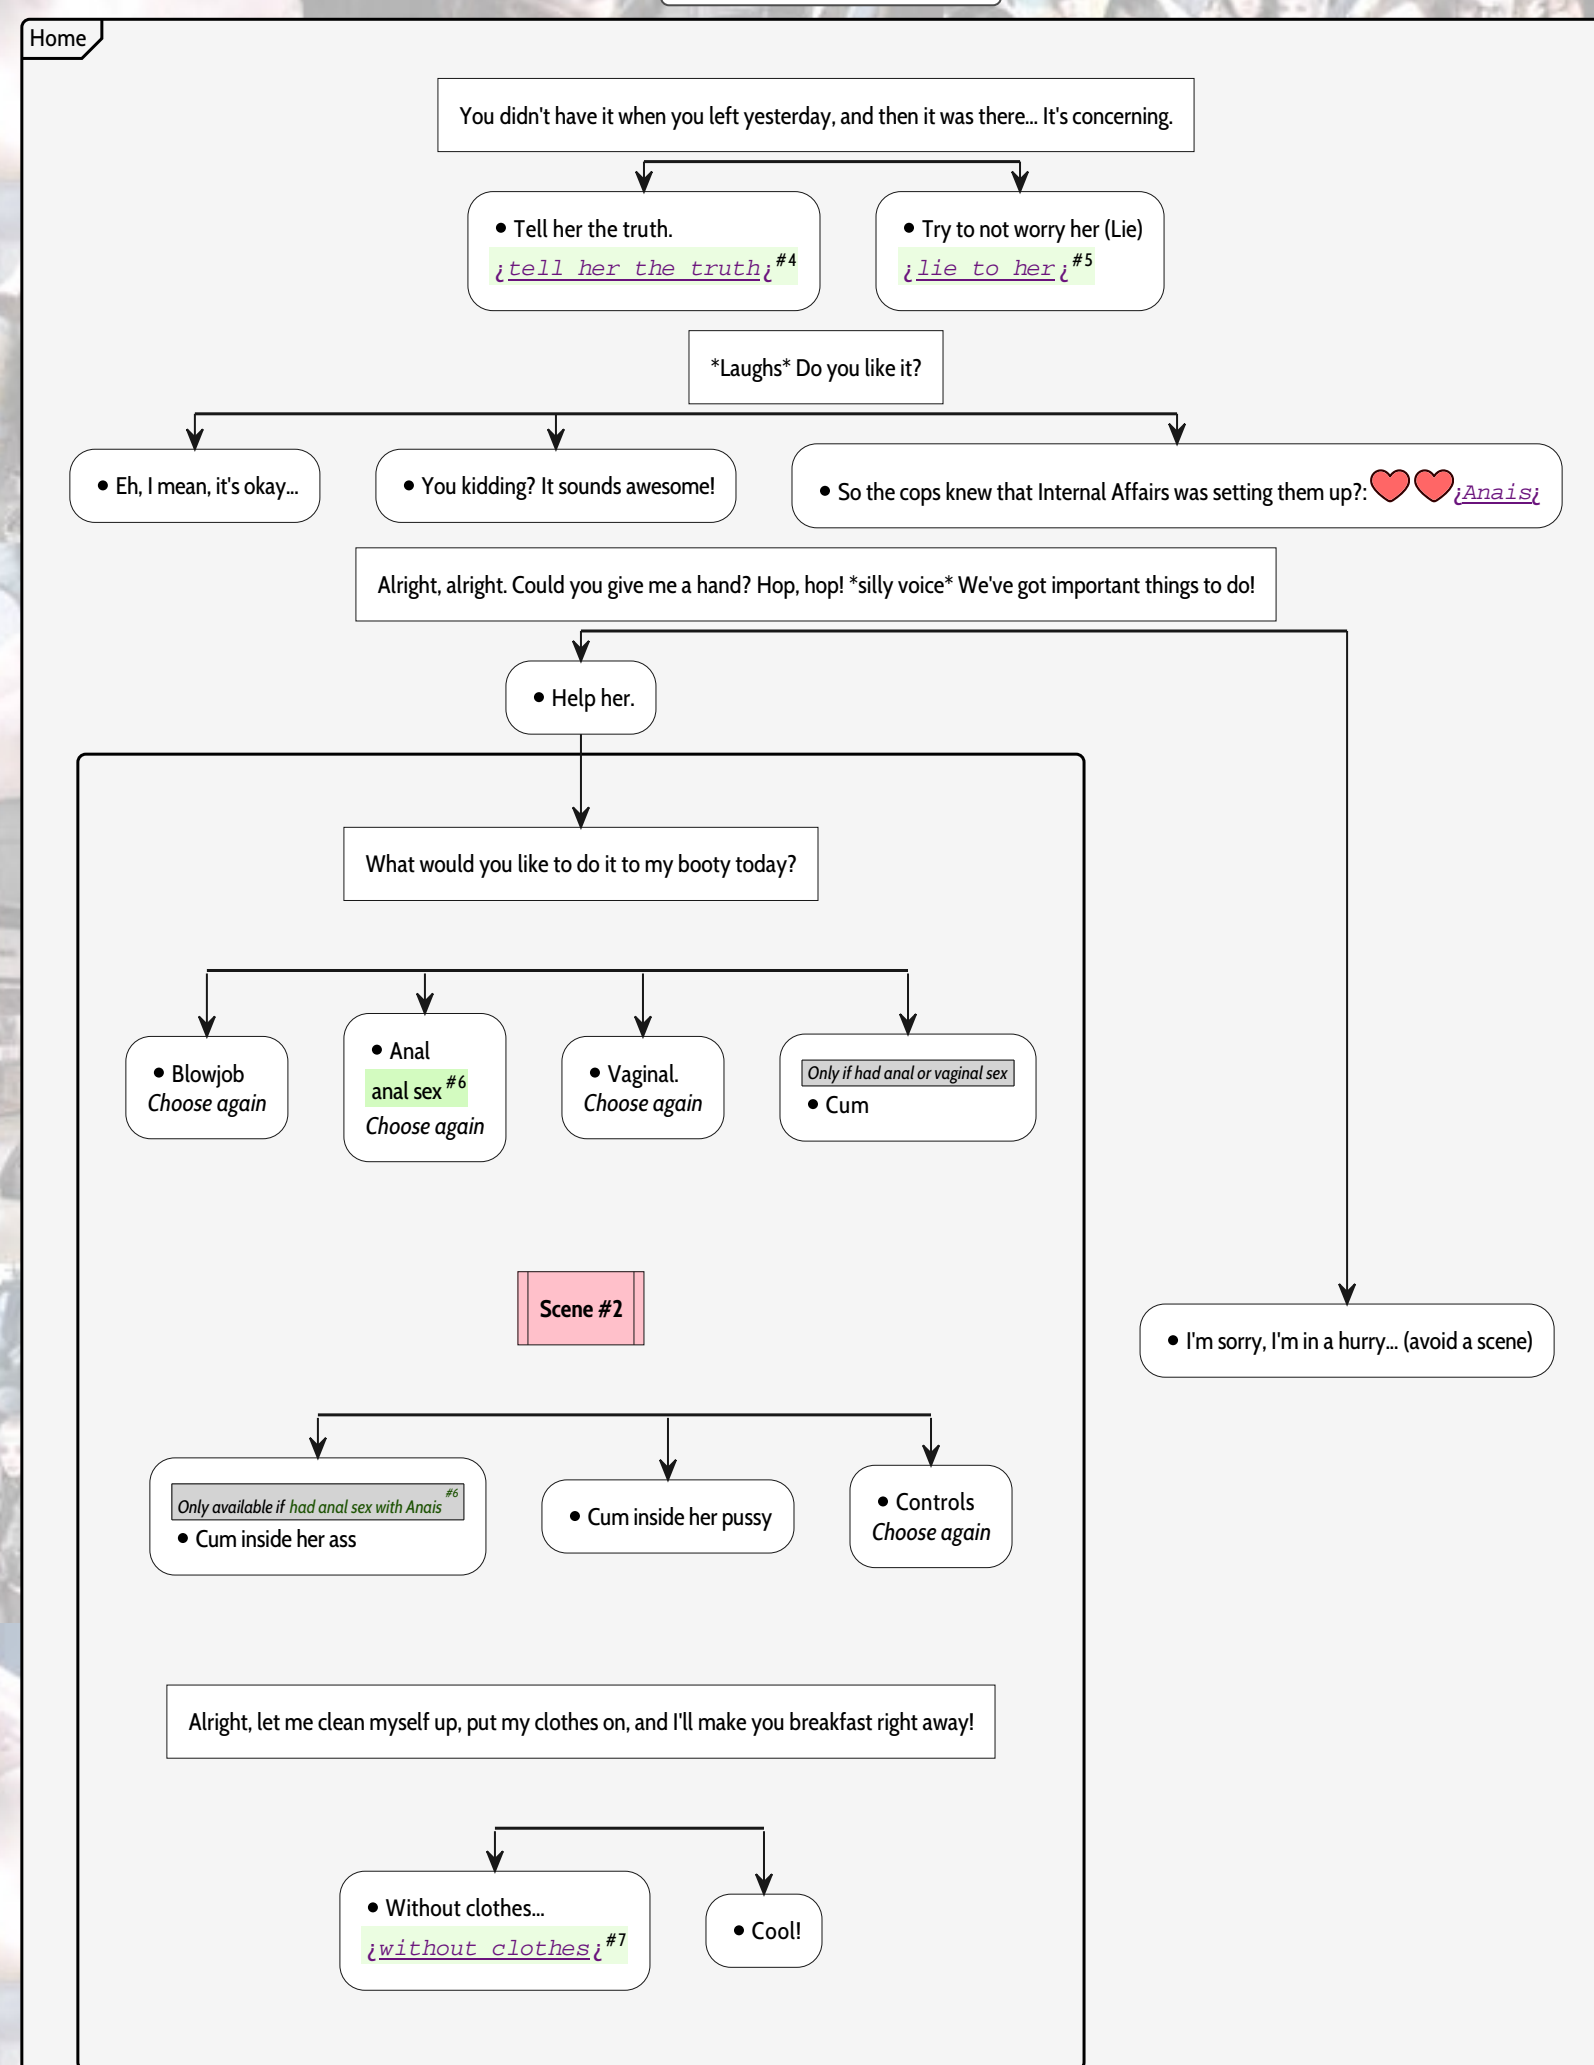 Home
You didn't have it when you left yesterday, and then it was there... It's concerning.
• Tell her the truth.
¿tell her the truth¿#4
• Try to not worry her (Lie)
¿lie to her¿#5
*Laughs* Do you like it?
• Eh, I mean, it's okay...
• You kidding? It sounds awesome!
• So the cops knew that Internal Affairs was setting them up?: ¿Anais¿
Alright, alright. Could you give me a hand? Hop, hop! *silly voice* We've got important things to do!
• Help her.
What would you like to do it to my booty today?
• Blowjob
Choose again
• Anal
anal sex #6
Choose again
• Vaginal.
Choose again
Only if had anal or vaginal sex
• Cum
Scene #2
• I'm sorry, I'm in a hurry... (avoid a scene)
Only available if had anal sex with Anais #6
• Cum inside her ass
• Cum inside her pussy
• Controls
Choose again
Alright, let me clean myself up, put my clothes on, and I'll make you breakfast right away!
• Without clothes...
¿without clothes¿#7
• Cool!